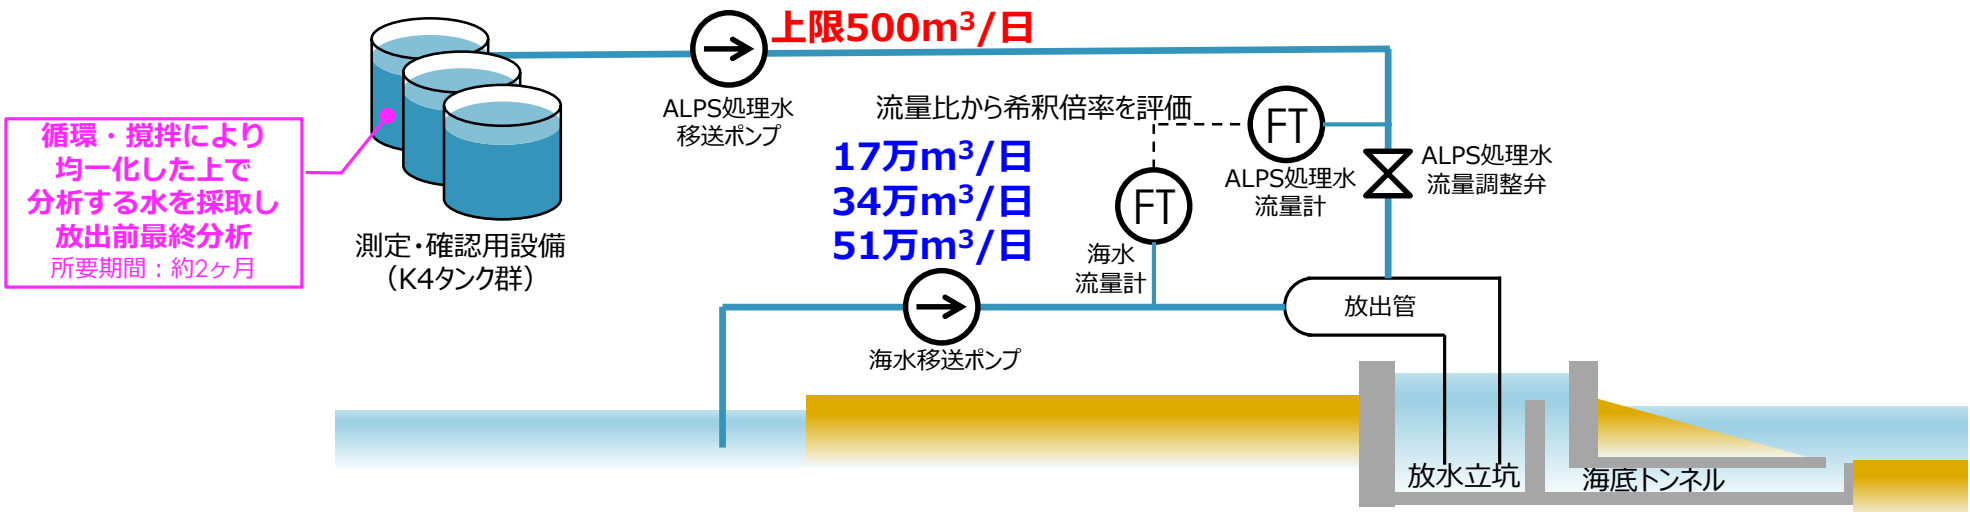 上限500m³/日
ALPS処理水
移送ポンプ
循環・撹拌により
均一化した上で
分析する水を採取し
放出前最終分析
所要期間：約2ヶ月
測定・確認用設備
（K4タンク群）
流量比から希釈倍率を評価
17万m³/日
34万m³/日
51万m³/日
FT
ALPS処理水
流量計
FT
海水
流量計
ALPS処理水
流量調整弁
海水移送ポンプ
放出管
放水立坑
海底トンネル